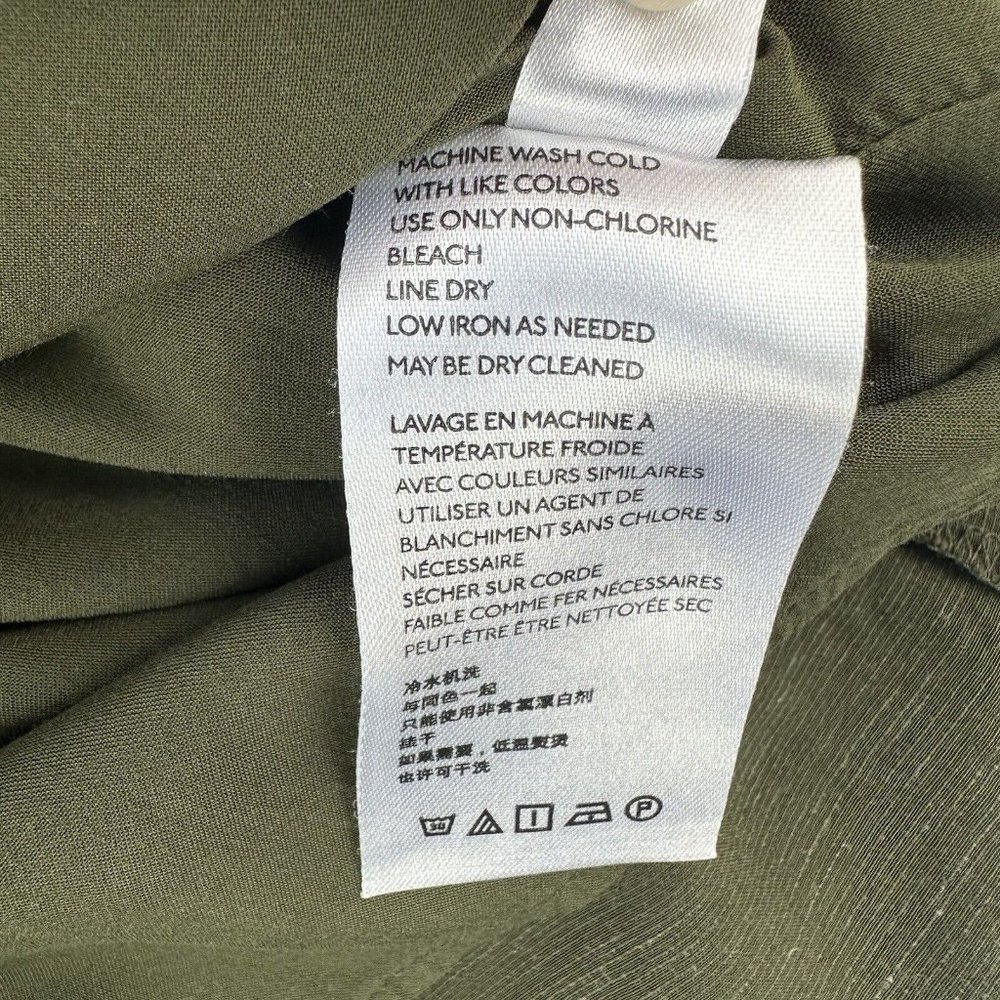 MACHINE WASH COLD
WITH LIKE COLORS
USE ONLY NON-CHLORINE
BLEACH
LINE DRY
LOW IRON AS NEEDED
MAY BE DRY CLEANED
LAVAGE EN MACHINE À
TEMPÉRATURE FROIDE
AVEC COULEURS SIMILAIRES
UTILISER UN AGENT DE
BLANCHIMENT SANS CHLORE SI
NÉCESSAIRE
SÉCHER SUR CORDE
FAIBLE COMME FER NÉCESSAIRES
PEUT-ÊTRE ÊTRE NETTOYÉE SEC
冷水机洗
与同色一起
只能使用非含氯漂白剂
挂干
如果需要，低温熨烫
也许可干洗
30 P